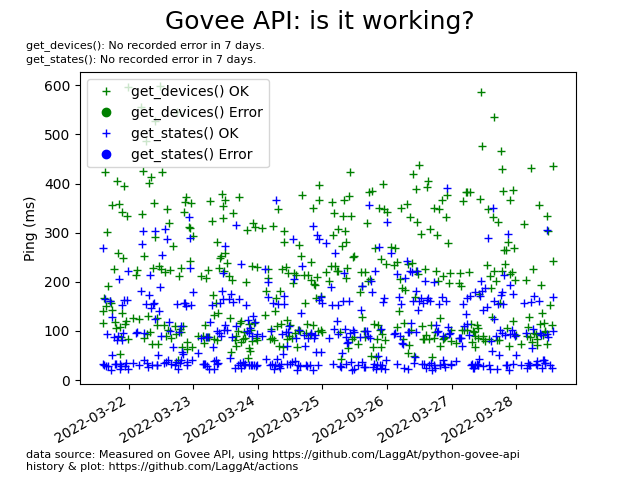 Govee API: is it working?
get_devices(): No recorded error in 7 days.
get_states(): No recorded error in 7 days.
get_devices() OK
get_devices() Error
get_states() OK
get_states() Error
Ping (ms)
600
500
400
300
200
100
0
2022-03-22
2022-03-23
2022-03-24
2022-03-25
2022-03-26
2022-03-27
2022-03-28
data source: Measured on Govee API, using https://github.com/LaggAt/python-govee-api
history & plot: https://github.com/LaggAt/actions